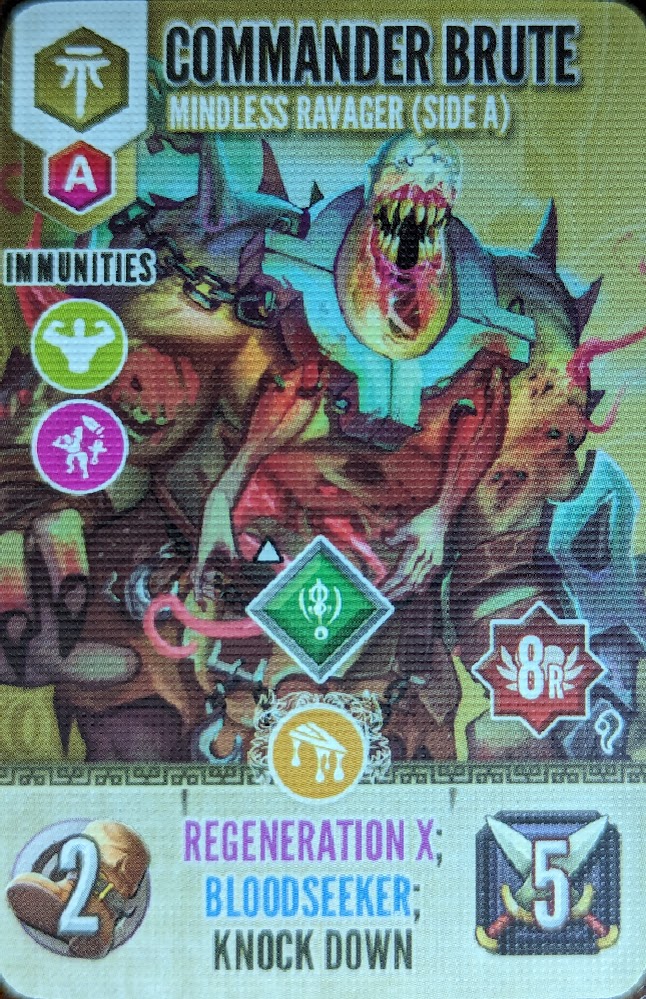 COMMANDER BRUTE
MINDLESS RAVAGER (SIDE A)
A
IMMUNITIES
8R
2
REGENERATION X;
BLOODSEEKER;
KNOCK DOWN
5